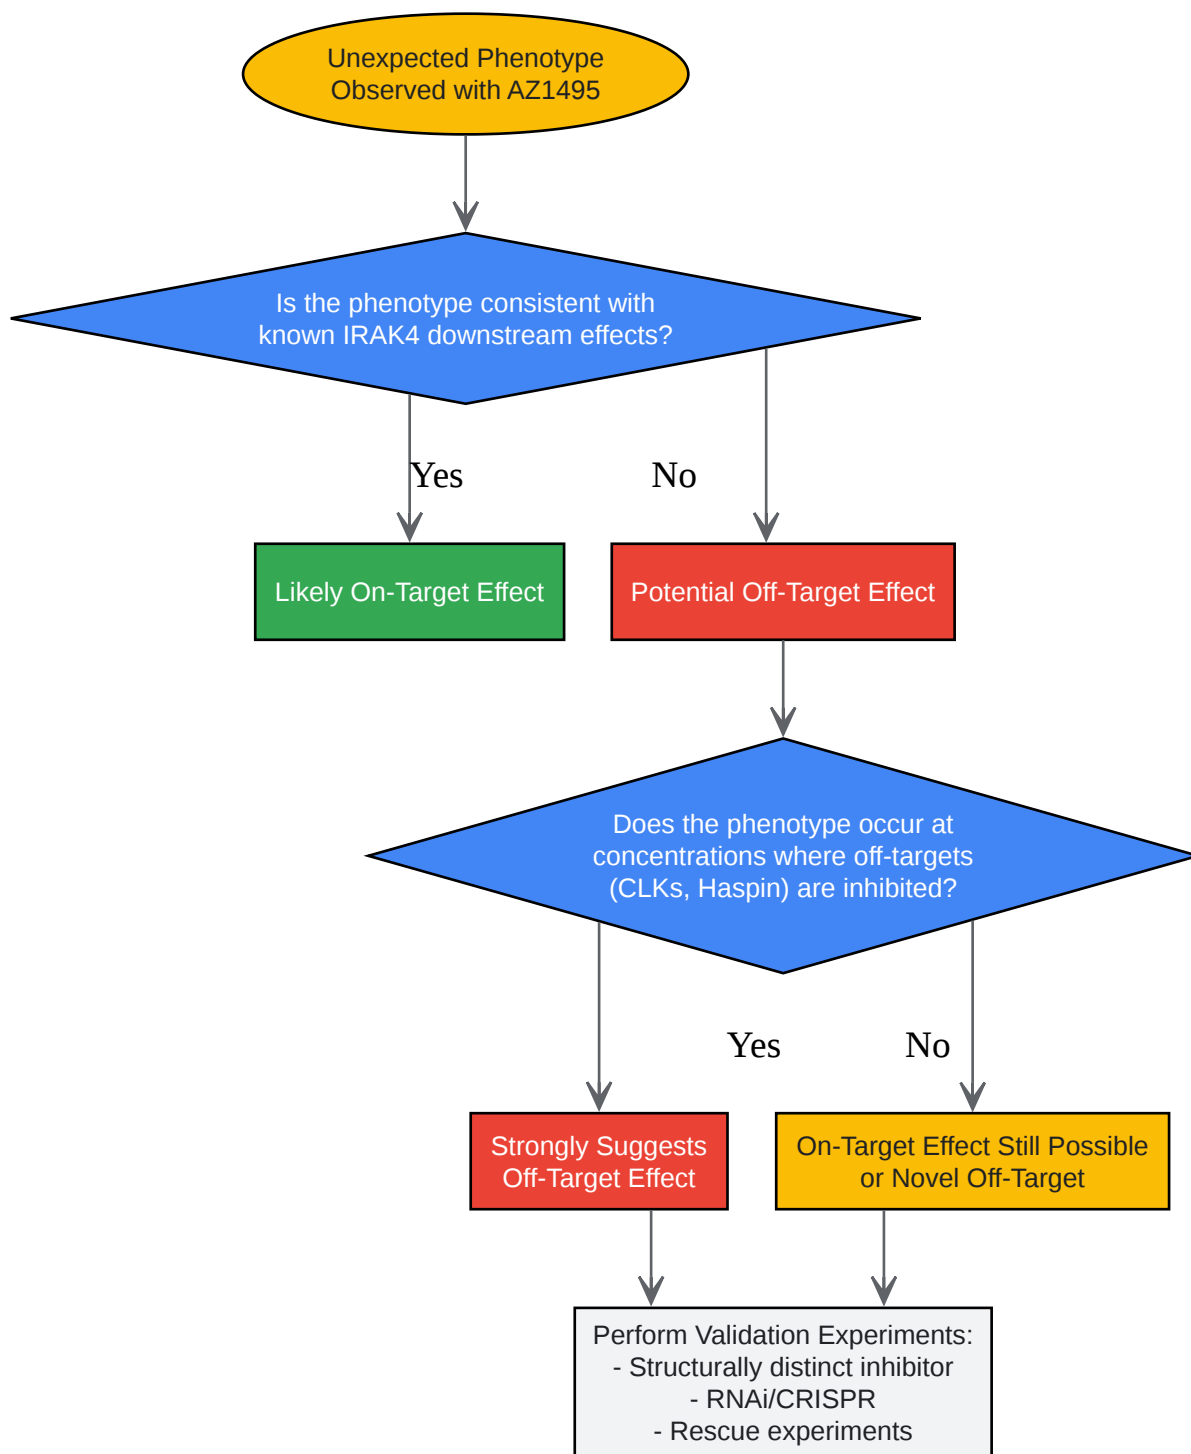 Unexpected Phenotype
Observed with AZ1495
Is the phenotype consistent with
known IRAK4 downstream effects?
Yes
No
Likely On-Target Effect
Potential Off-Target Effect
Does the phenotype occur at
concentrations where off-targets
(CLKs, Haspin) are inhibited?
Yes
No
Strongly Suggests
Off-Target Effect
On-Target Effect Still Possible
or Novel Off-Target
Perform Validation Experiments:
- Structurally distinct inhibitor
- RNAi/CRISPR
- Rescue experiments